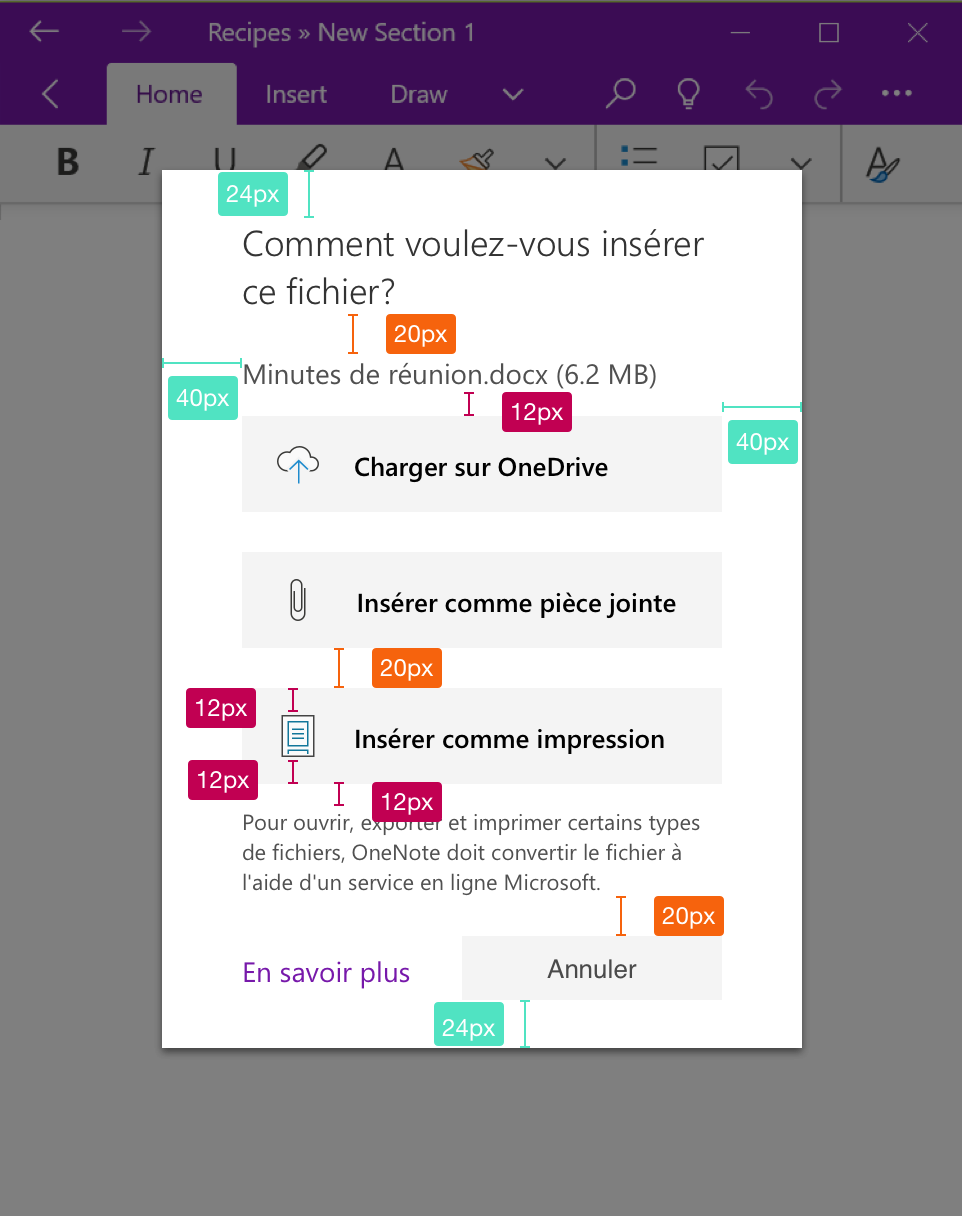 Recipes » New Section 1
Home Insert Draw
B I U A A
24px
Comment voulez-vous insérer
ce fichier?
20px
Minutes de réunion.docx (6.2 MB)
40px
12px
40px
Charger sur OneDrive
Insérer comme pièce jointe
20px
12px
Insérer comme impression
12px
12px
Pour ouvrir, exporter et imprimer certains types
de fichiers, OneNote doit convertir le fichier à
l'aide d'un service en ligne Microsoft.
20px
En savoir plus Annuler
24px